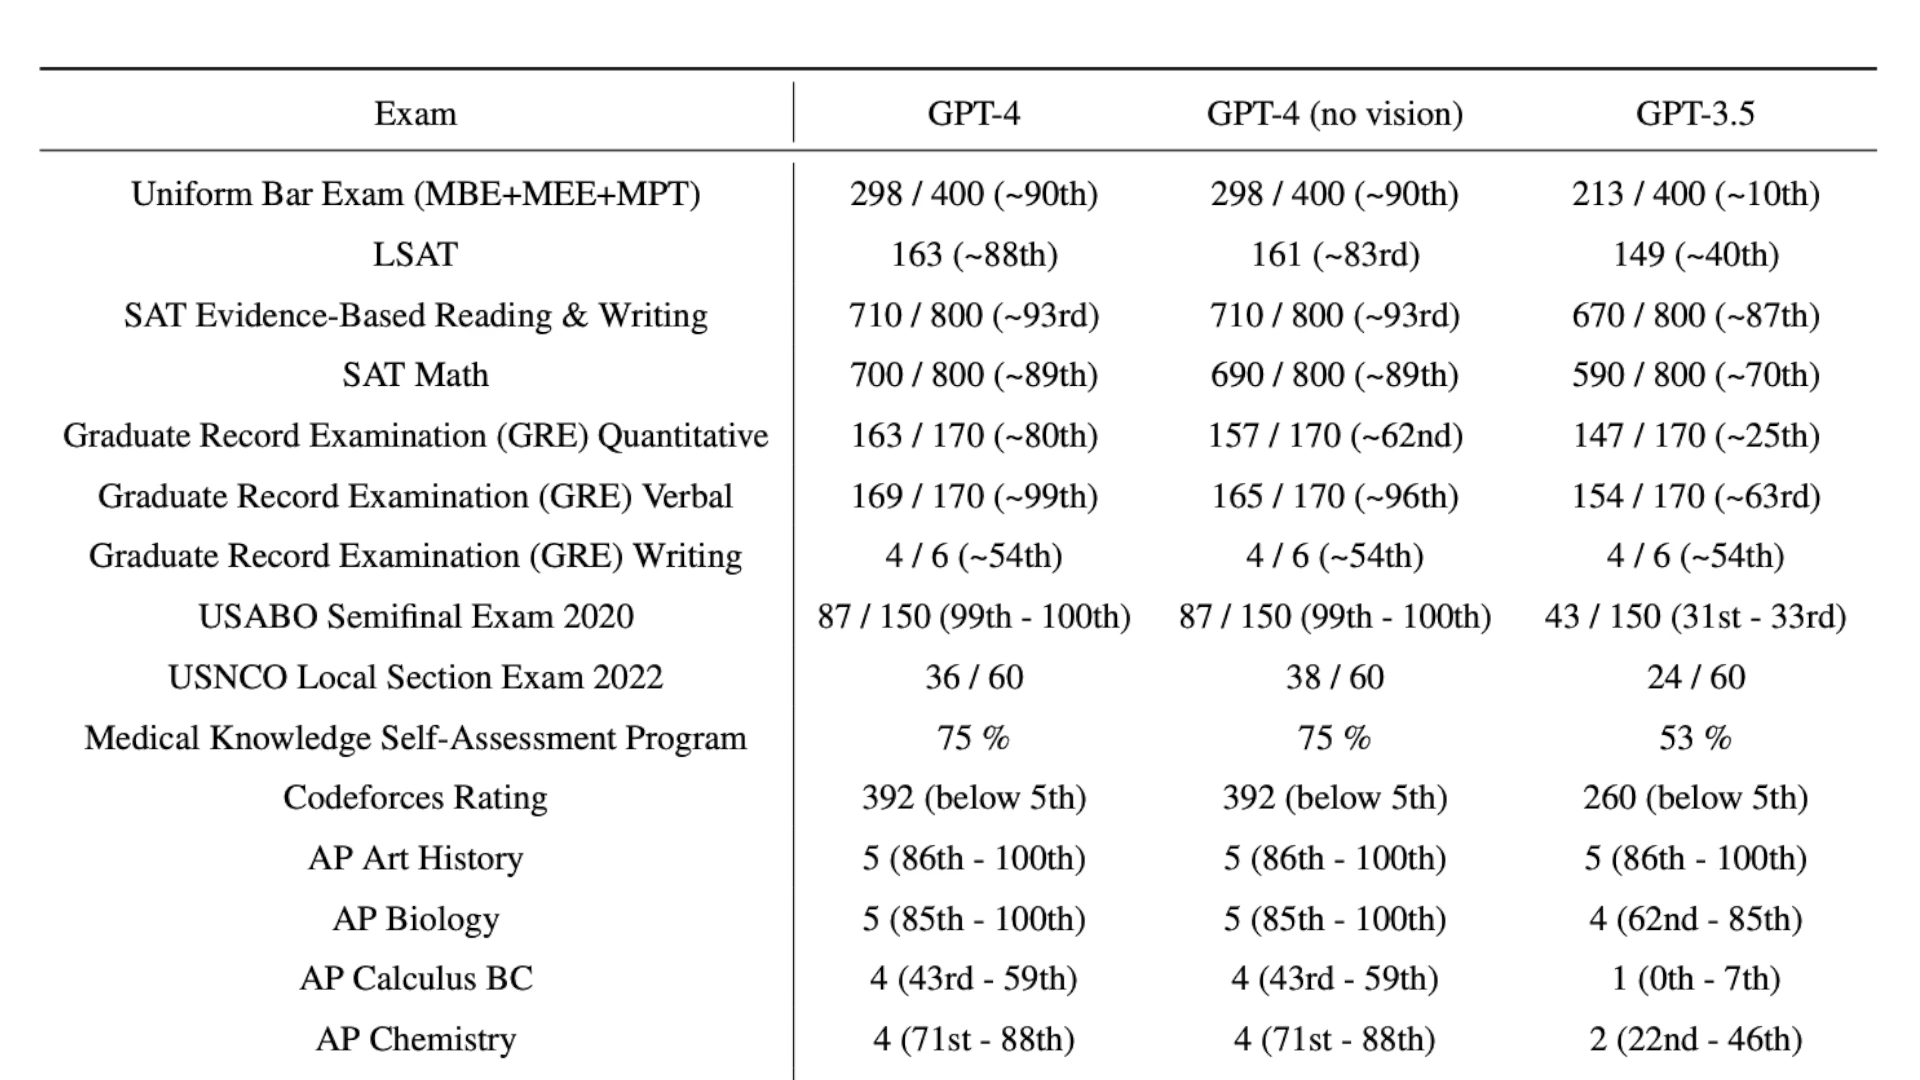 Exam GPT-4 GPT-4 (no vision) GPT-3.5
Uniform Bar Exam (MBE+MEE+MPT) 298 / 400 (~90th) 298 / 400 (~90th) 213 / 400 (~10th)
LSAT 163 (~88th) 161 (~83rd) 149 (~40th)
SAT Evidence-Based Reading & Writing 710 / 800 (~93rd) 710 / 800 (~93rd) 670 / 800 (~87th)
SAT Math 700 / 800 (~89th) 690 / 800 (~89th) 590 / 800 (~70th)
Graduate Record Examination (GRE) Quantitative 163 / 170 (~80th) 157 / 170 (~62nd) 147 / 170 (~25th)
Graduate Record Examination (GRE) Verbal 169 / 170 (~99th) 165 / 170 (~96th) 154 / 170 (~63rd)
Graduate Record Examination (GRE) Writing 4 / 6 (~54th) 4 / 6 (~54th) 4 / 6 (~54th)
USABO Semifinal Exam 2020 87 / 150 (99th - 100th) 87 / 150 (99th - 100th) 43 / 150 (31st - 33rd)
USNCO Local Section Exam 2022 36 / 60 38 / 60 24 / 60
Medical Knowledge Self-Assessment Program 75 % 75 % 53 %
Codeforces Rating 392 (below 5th) 392 (below 5th) 260 (below 5th)
AP Art History 5 (86th - 100th) 5 (86th - 100th) 5 (86th - 100th)
AP Biology 5 (85th - 100th) 5 (85th - 100th) 4 (62nd - 85th)
AP Calculus BC 4 (43rd - 59th) 4 (43rd - 59th) 1 (0th - 7th)
AP Chemistry 4 (71st - 88th) 4 (71st - 88th) 2 (22nd - 46th)